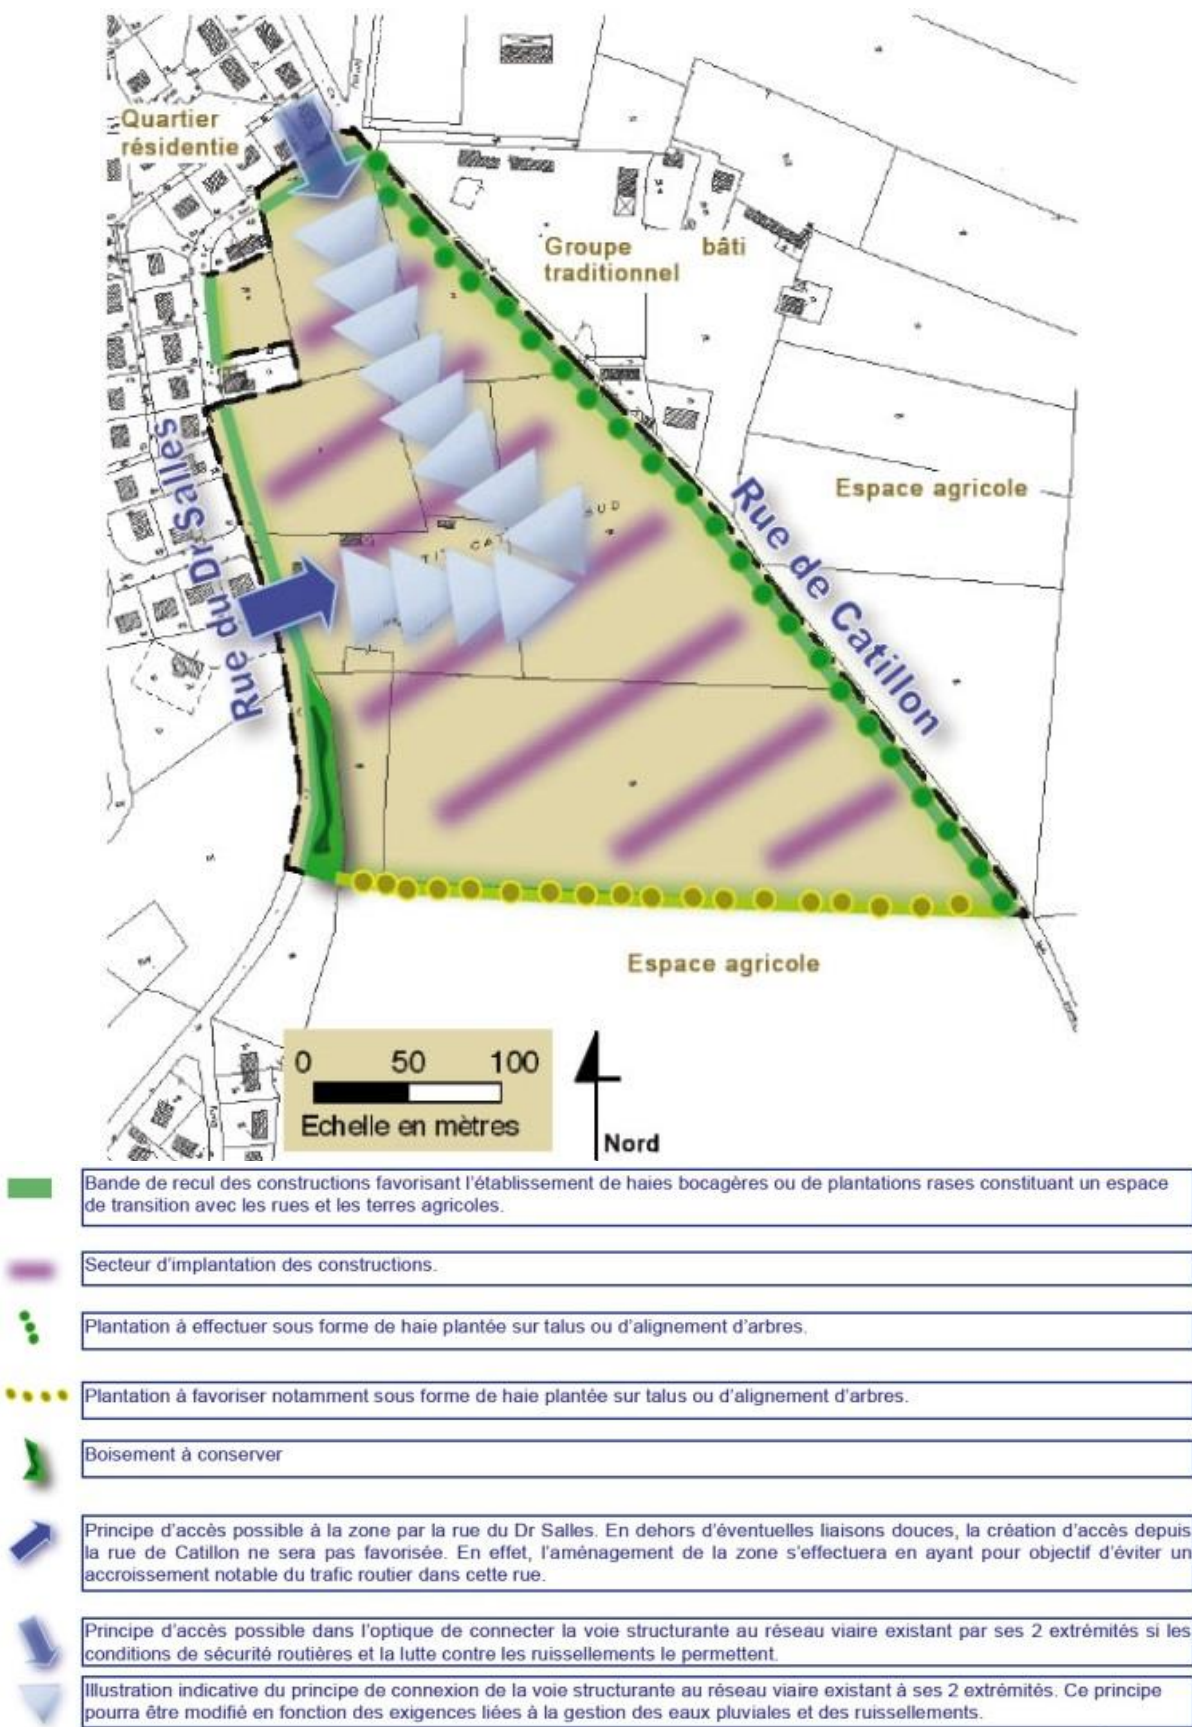 Quartier
résidentie
Groupe bâti
traditionnel
Espace agricole
Rue du Dr Salles
Rue de Catillon
Espace agricole
0 50 100
Echelle en mètres
Nord
Bande de recul des constructions favorisant l'établissement de haies bocagères ou de plantations rases constituant un espace
de transition avec les rues et les terres agricoles.
Secteur d'implantation des constructions.
Plantation à effectuer sous forme de haie plantée sur talus ou d'alignement d'arbres.
Plantation à favoriser notamment sous forme de haie plantée sur talus ou d'alignement d'arbres.
Boisement à conserver
Principe d'accès possible à la zone par la rue du Dr Salles. En dehors d'éventuelles liaisons douces, la création d'accès depuis
la rue de Catillon ne sera pas favorisée. En effet, l'aménagement de la zone s'effectuera en ayant pour objectif d'éviter un
accroissement notable du trafic routier dans cette rue.
Principe d'accès possible dans l'optique de connecter la voie structurante au réseau viaire existant par ses 2 extrémités si les
conditions de sécurité routières et la lutte contre les ruissellements le permettent.
Illustration indicative du principe de connexion de la voie structurante au réseau viaire existant à ses 2 extrémités. Ce principe
pourra être modifié en fonction des exigences liées à la gestion des eaux pluviales et des ruissellements.